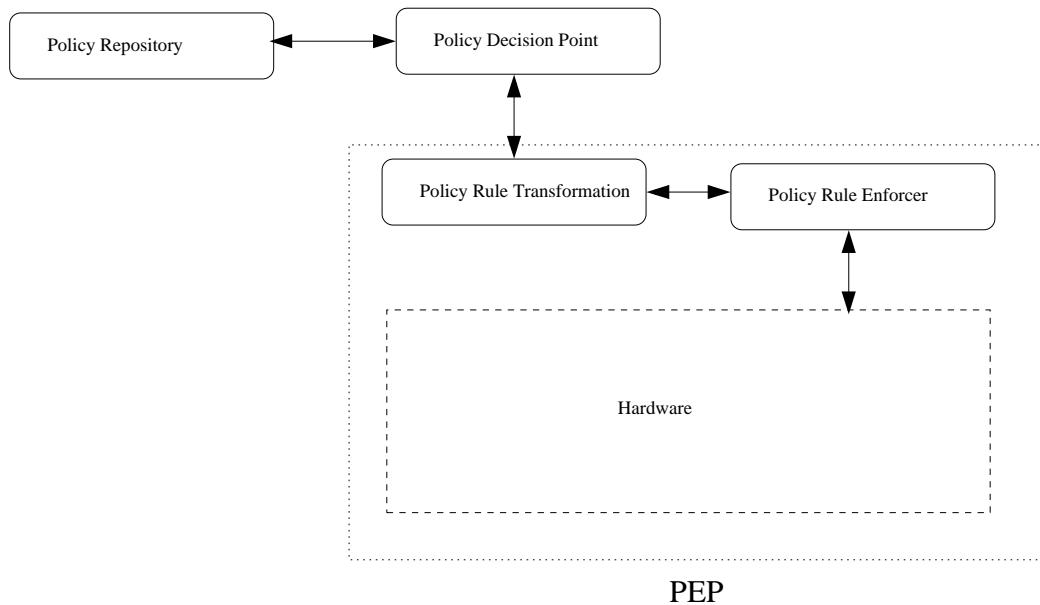 Policy Repository
Policy Decision Point
Policy Rule Transformation
Policy Rule Enforcer
Hardware
PEP